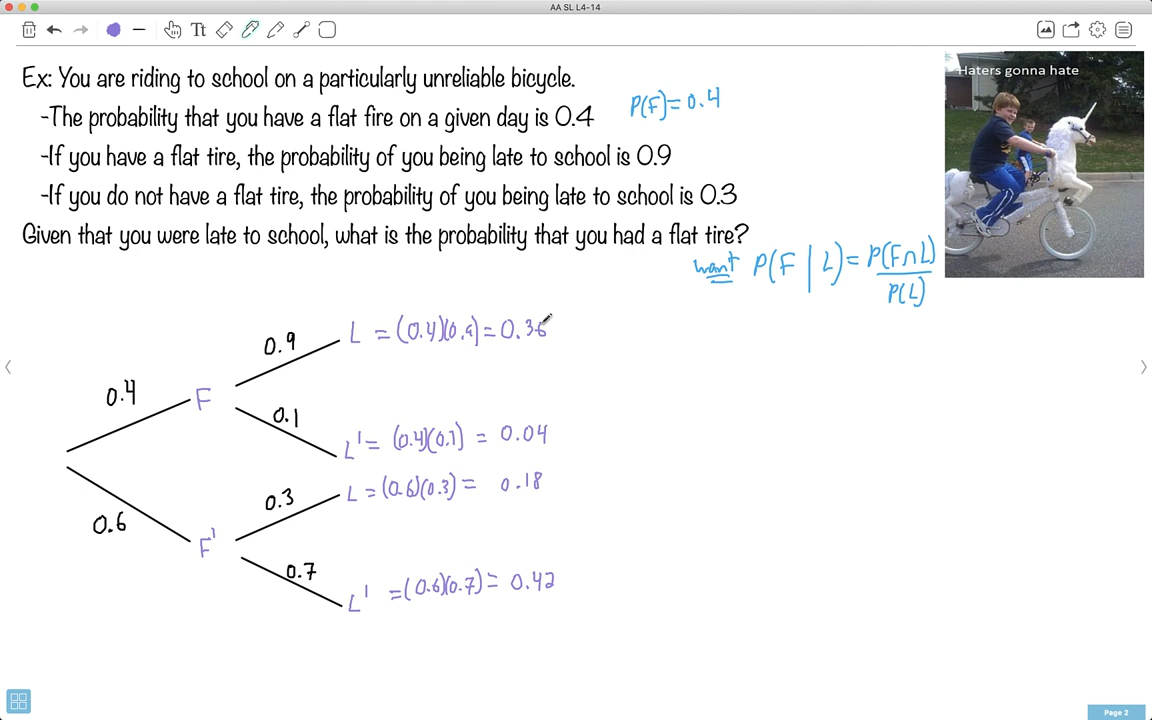 AA SL L4-14
Tt
Ex: You are riding to school on a particularly unreliable bicycle.
-The probability that you have a flat fire on a given day is 0.4
P(F)=0.4
-If you have a flat tire, the probability of you being late to school is 0.9
-If you do not have a flat tire, the probability of you being late to school is 0.3
Given that you were late to school, what is the probability that you had a flat tire?
Haters gonna hate
want P(F | L) = P(F∩L)
P(L)
0.9
L = (0.4)(0.9) = 0.36
0.4
F
0.1
L' = (0.4)(0.1) = 0.04
0.3
L = (0.6)(0.3) = 0.18
0.6
F'
0.7
L' = (0.6)(0.7) = 0.42
Page 2